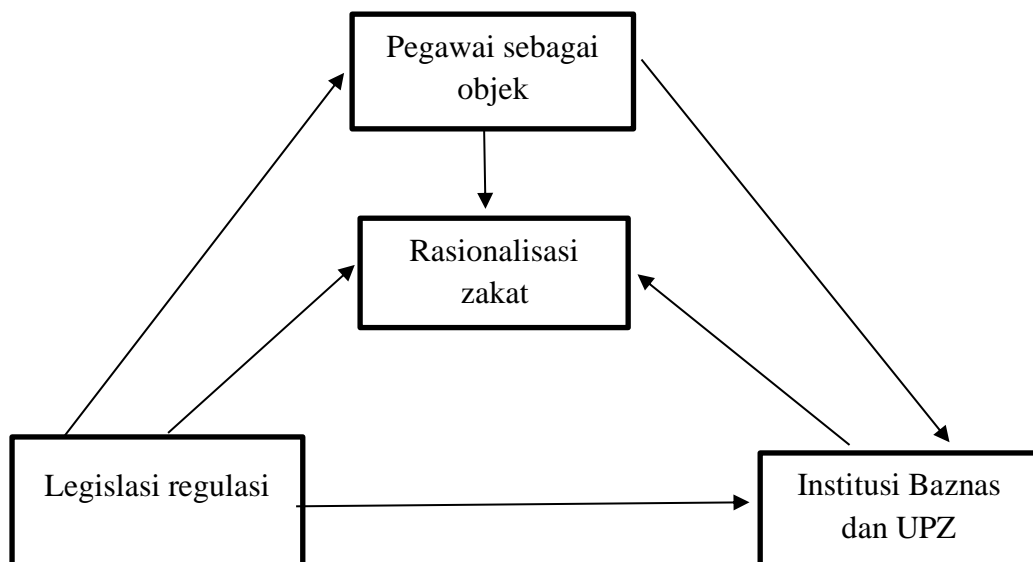 Pegawai sebagai
objek
Rasionalisasi
zakat
Legislasi regulasi
Institusi Baznas
dan UPZ